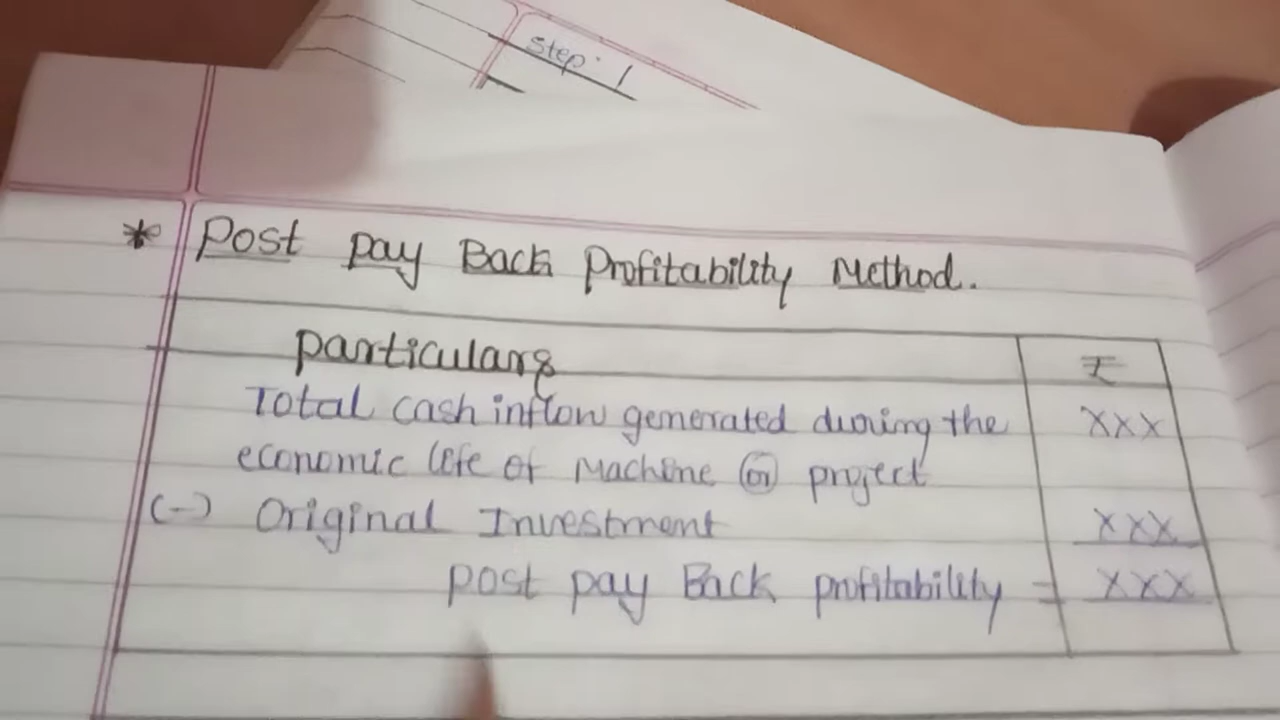 Step: 1
* Post Pay Back Profitability Method.
Particulars ₹
Total cash inflow generated during the XXX
economic life of Machine or project
(-) Original Investment XXX
Post pay Back profitability = XXX